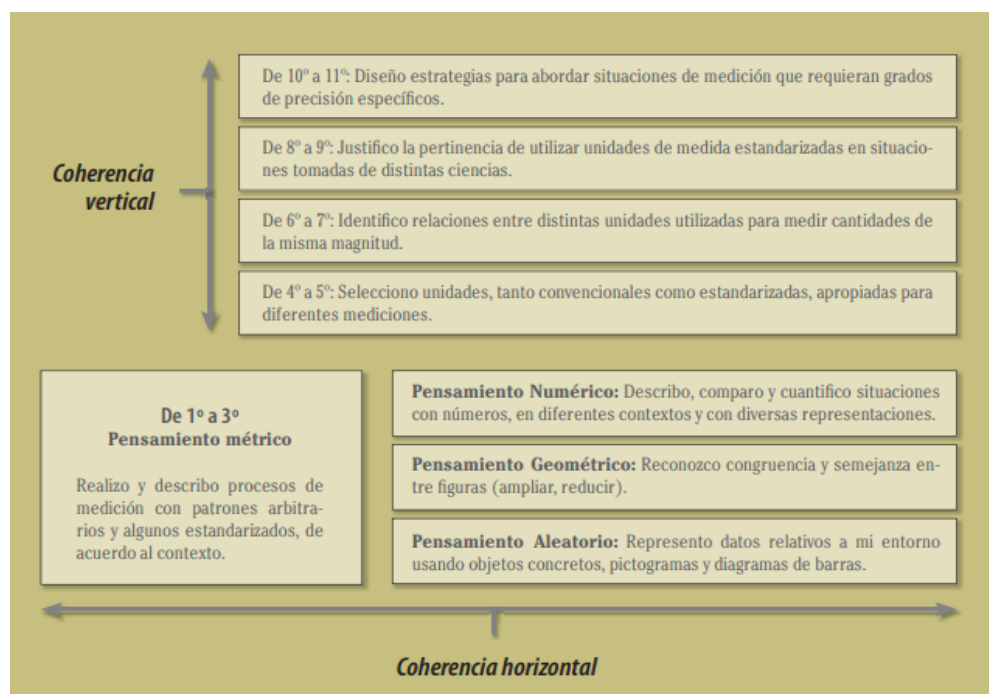 De 10º a 11º: Diseño estrategias para abordar situaciones de medición que requieran grados
de precisión específicos.
De 8º a 9º: Justifico la pertinencia de utilizar unidades de medida estandarizadas en situacio-
nes tomadas de distintas ciencias.
Coherencia
vertical
De 6º a 7º: Identifico relaciones entre distintas unidades utilizadas para medir cantidades de
la misma magnitud.
De 4º a 5º: Selecciono unidades, tanto convencionales como estandarizadas, apropiadas para
diferentes mediciones.
De 1º a 3º
Pensamiento métrico
Realizo y describo procesos de
medición con patrones arbitra-
rios y algunos estandarizados, de
acuerdo al contexto.
Pensamiento Numérico: Describo, comparo y cuantifico situaciones
con números, en diferentes contextos y con diversas representaciones.
Pensamiento Geométrico: Reconozco congruencia y semejanza en-
tre figuras (ampliar, reducir).
Pensamiento Aleatorio: Represento datos relativos a mi entorno
usando objetos concretos, pictogramas y diagramas de barras.
Coherencia horizontal